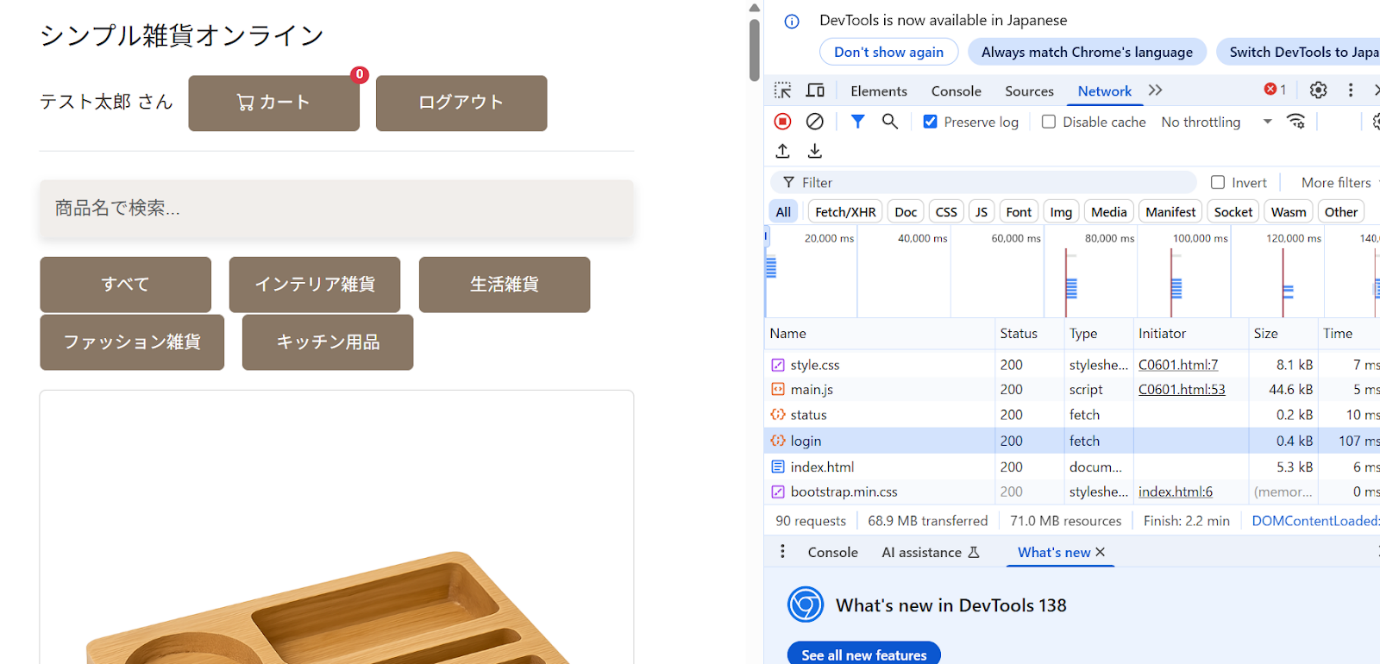 シンプル雑貨オンライン
テスト太郎 さん
カート
0
ログアウト
商品名で検索...
すべて
インテリア雑貨
生活雑貨
ファッション雑貨
キッチン用品
DevTools is now available in Japanese
Don't show again
Always match Chrome's language
Switch DevTools to Japa
Elements Console Sources Network 1
Preserve log Disable cache No throttling
Filter Invert More filters
All Fetch/XHR Doc CSS JS Font Img Media Manifest Socket Wasm Other
20,000 ms 40,000 ms 60,000 ms 80,000 ms 100,000 ms 120,000 ms 140,
Name Status Type Initiator Size Time
style.css 200 styleshe... C0601.html:7 8.1 kB 7 ms
main.js 200 script C0601.html:53 44.6 kB 5 ms
status 200 fetch 0.2 kB 10 ms
login 200 fetch 0.4 kB 107 ms
index.html 200 docum... 5.3 kB 6 ms
bootstrap.min.css 200 styleshe... index.html:6 (memor... 0 ms
90 requests 68.9 MB transferred 71.0 MB resources Finish: 2.2 min DOMContentLoaded:
Console AI assistance What's new
What's new in DevTools 138
See all new features